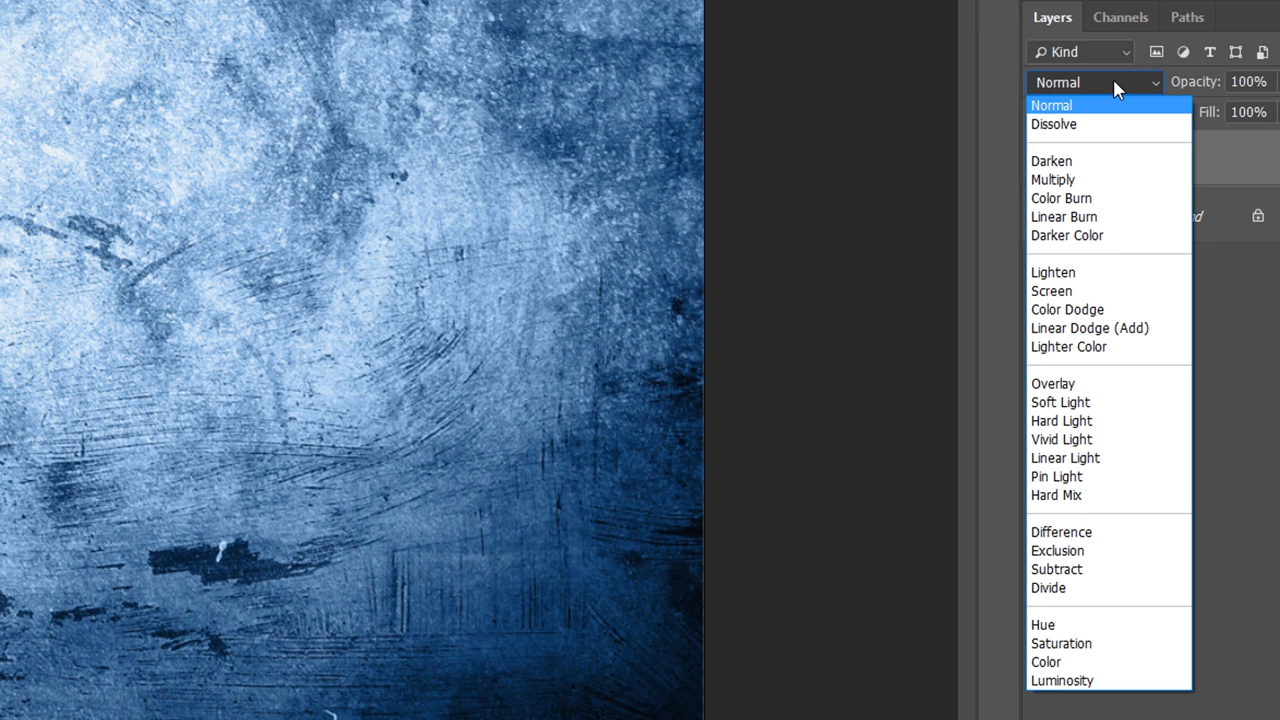 Layers Channels Paths
Kind
Normal Opacity: 100%
Normal Fill: 100%
Dissolve
Darken
Multiply
Color Burn
Linear Burn
Darker Color
Lighten
Screen
Color Dodge
Linear Dodge (Add)
Lighter Color
Overlay
Soft Light
Hard Light
Vivid Light
Linear Light
Pin Light
Hard Mix
Difference
Exclusion
Subtract
Divide
Hue
Saturation
Color
Luminosity